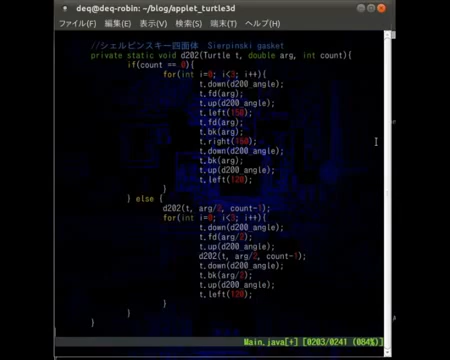 deq@deq-robin: ~/blog/applet_turtle3d
ファイル(F) 編集(E) 表示(V) 検索(S) 端末(T) ヘルプ(H)
//シェルピンスキー四面体 Sierpinski gasket
private static void d202(Turtle t, double arg, int count){
if(count == 0){
for(int i=0; i<3; i++){
t.down(d200_angle);
t.fd(arg);
t.up(d200_angle);
t.left(150);
t.fd(arg);
t.bk(arg);
t.right(150);
t.down(d200_angle);
t.bk(arg);
t.up(d200_angle);
t.left(120);
}
} else {
d202(t, arg/2, count-1);
for(int i=0; i<3; i++){
t.down(d200_angle);
t.fd(arg/2);
t.up(d200_angle);
d202(t, arg/2, count-1);
t.down(d200_angle);
t.bk(arg/2);
t.up(d200_angle);
t.left(120);
}
}
}
Main.java[+] [0203/0241 (084%)]